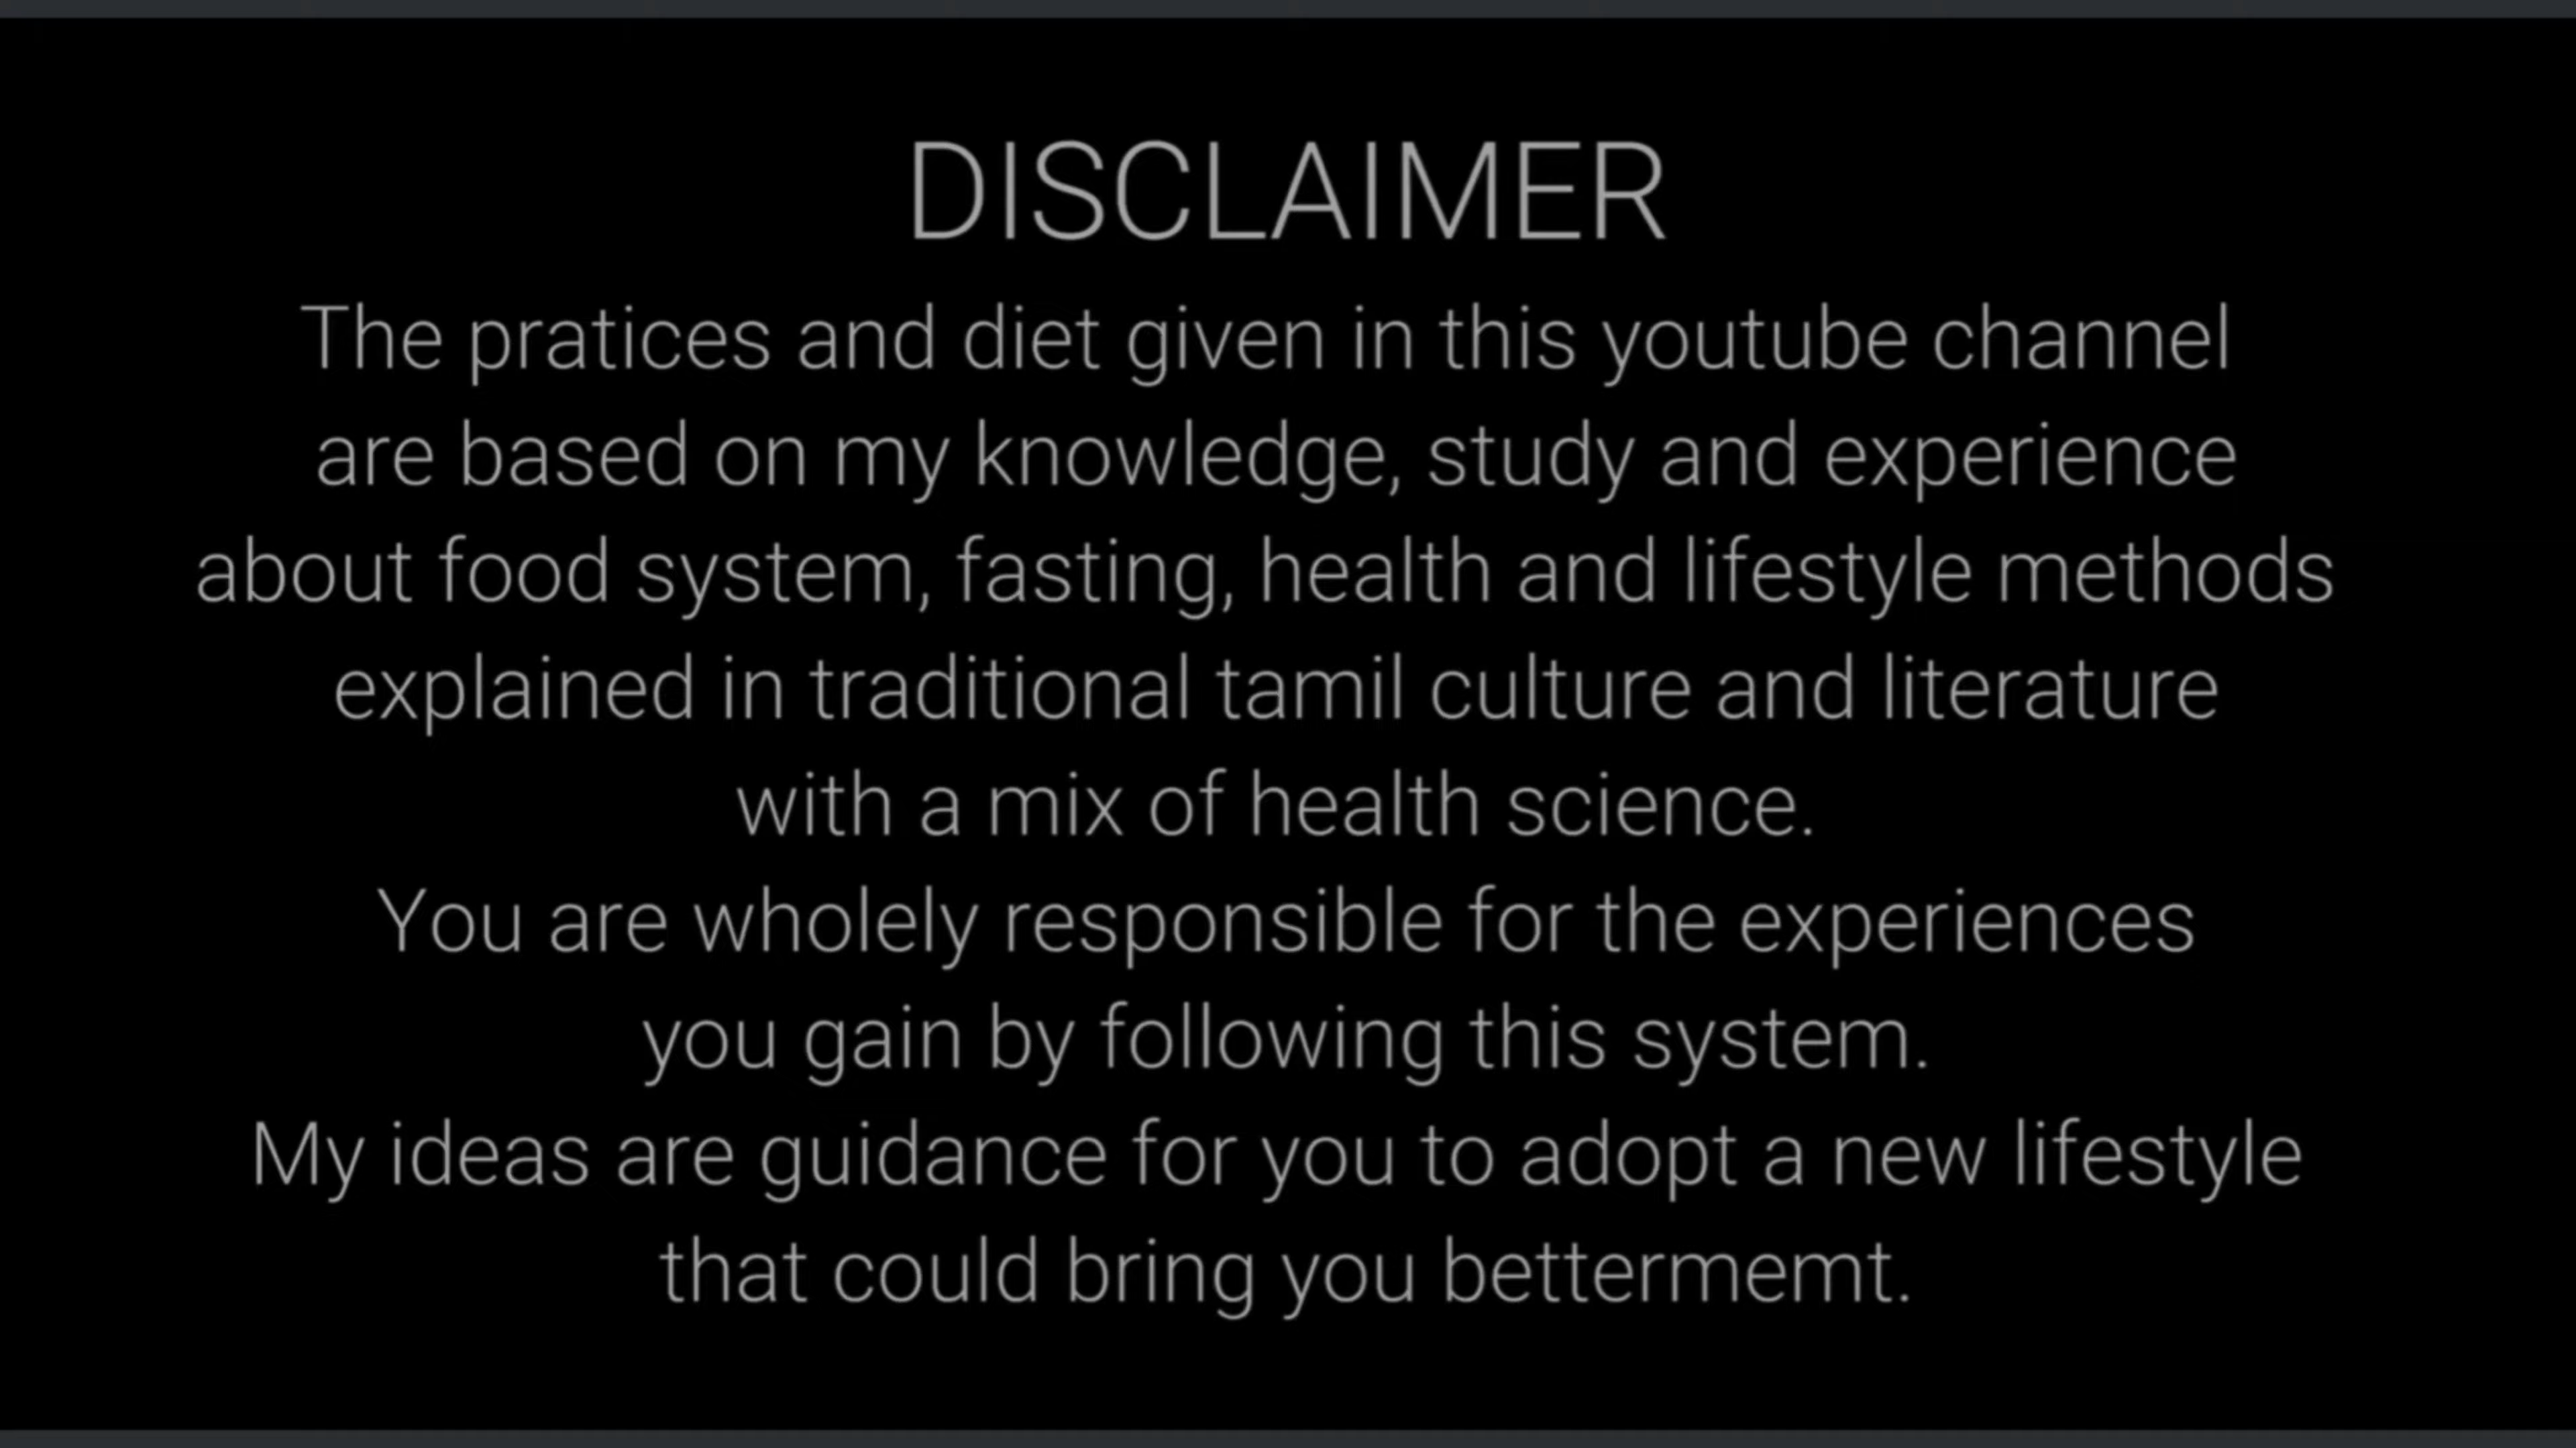 DISCLAIMER
The pratices and diet given in this youtube channel
are based on my knowledge, study and experience
about food system, fasting, health and lifestyle methods
explained in traditional tamil culture and literature
with a mix of health science.
You are wholely responsible for the experiences
you gain by following this system.
My ideas are guidance for you to adopt a new lifestyle
that could bring you bettermemt.